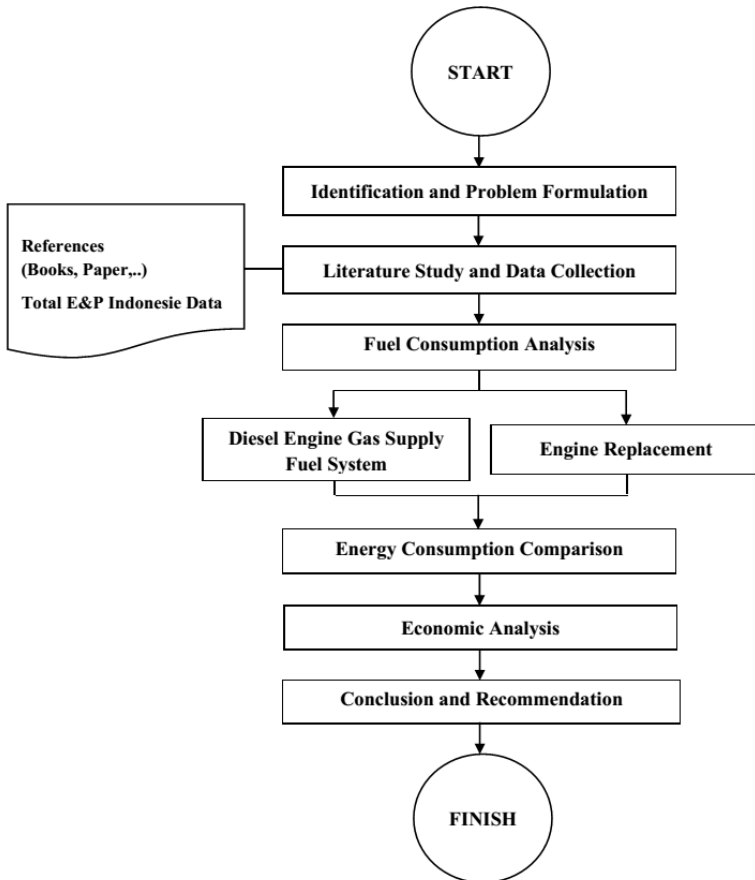 START
Identification and Problem Formulation
References
(Books, Paper,..)
Total E&P Indonesie Data
Literature Study and Data Collection
Fuel Consumption Analysis
Diesel Engine Gas Supply
Fuel System
Engine Replacement
Energy Consumption Comparison
Economic Analysis
Conclusion and Recommendation
FINISH